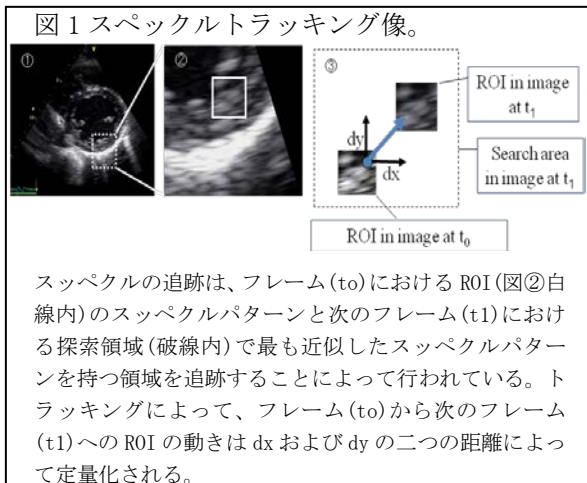 図 1 スペックルトラッキング像。
①
②
③
ROI in image
at t1
dy
dx
Search area
in image at t1
ROI in image at t0
スッペクルの追跡は、フレーム(to)における ROI(図②白
線内)のスッペクルパターンと次のフレーム(t1)におけ
る探索領域(破線内)で最も近似したスッペクルパター
ンを持つ領域を追跡することによって行われている。ト
ラッキングによって、フレーム(to)から次のフレーム
(t1)への ROI の動きは dx および dy の二つの距離によっ
て定量化される。